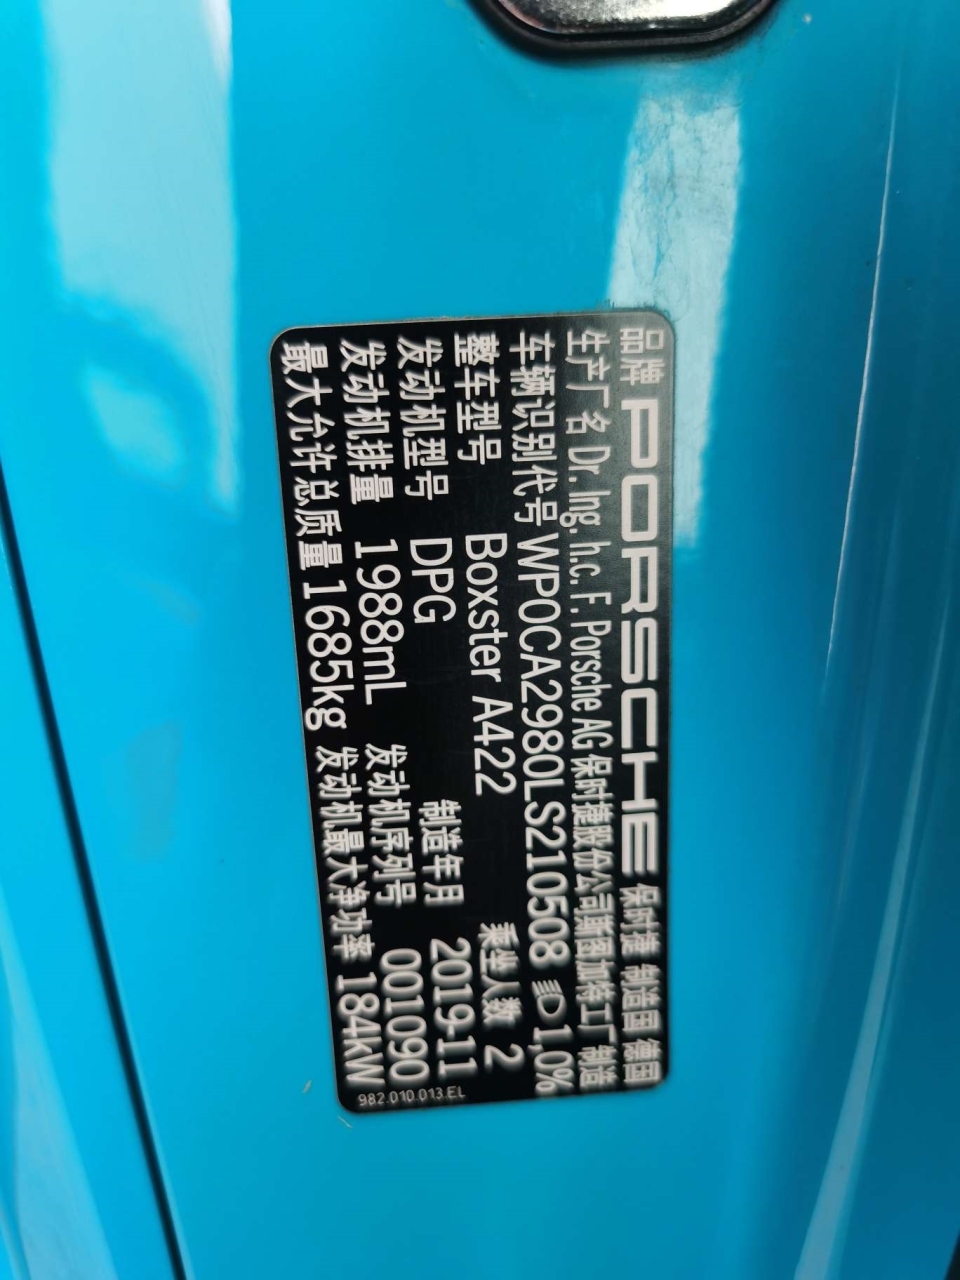 品牌 PORSCHE 保时捷 制造国 德国
生产厂名 Dr. Ing. h.c. F. Porsche AG 保时捷股份公司斯图加特工厂 制造
车辆识别代号 WP0CA2980LS210508 1,0%
整车型号 Boxster A422 乘坐人数 2
发动机型号 DPG 制造年月 2019-11
发动机排量 1988mL 发动机序列号 001090
最大允许总质量 1685kg 发动机最大净功率 184kW
982.010.013.EL